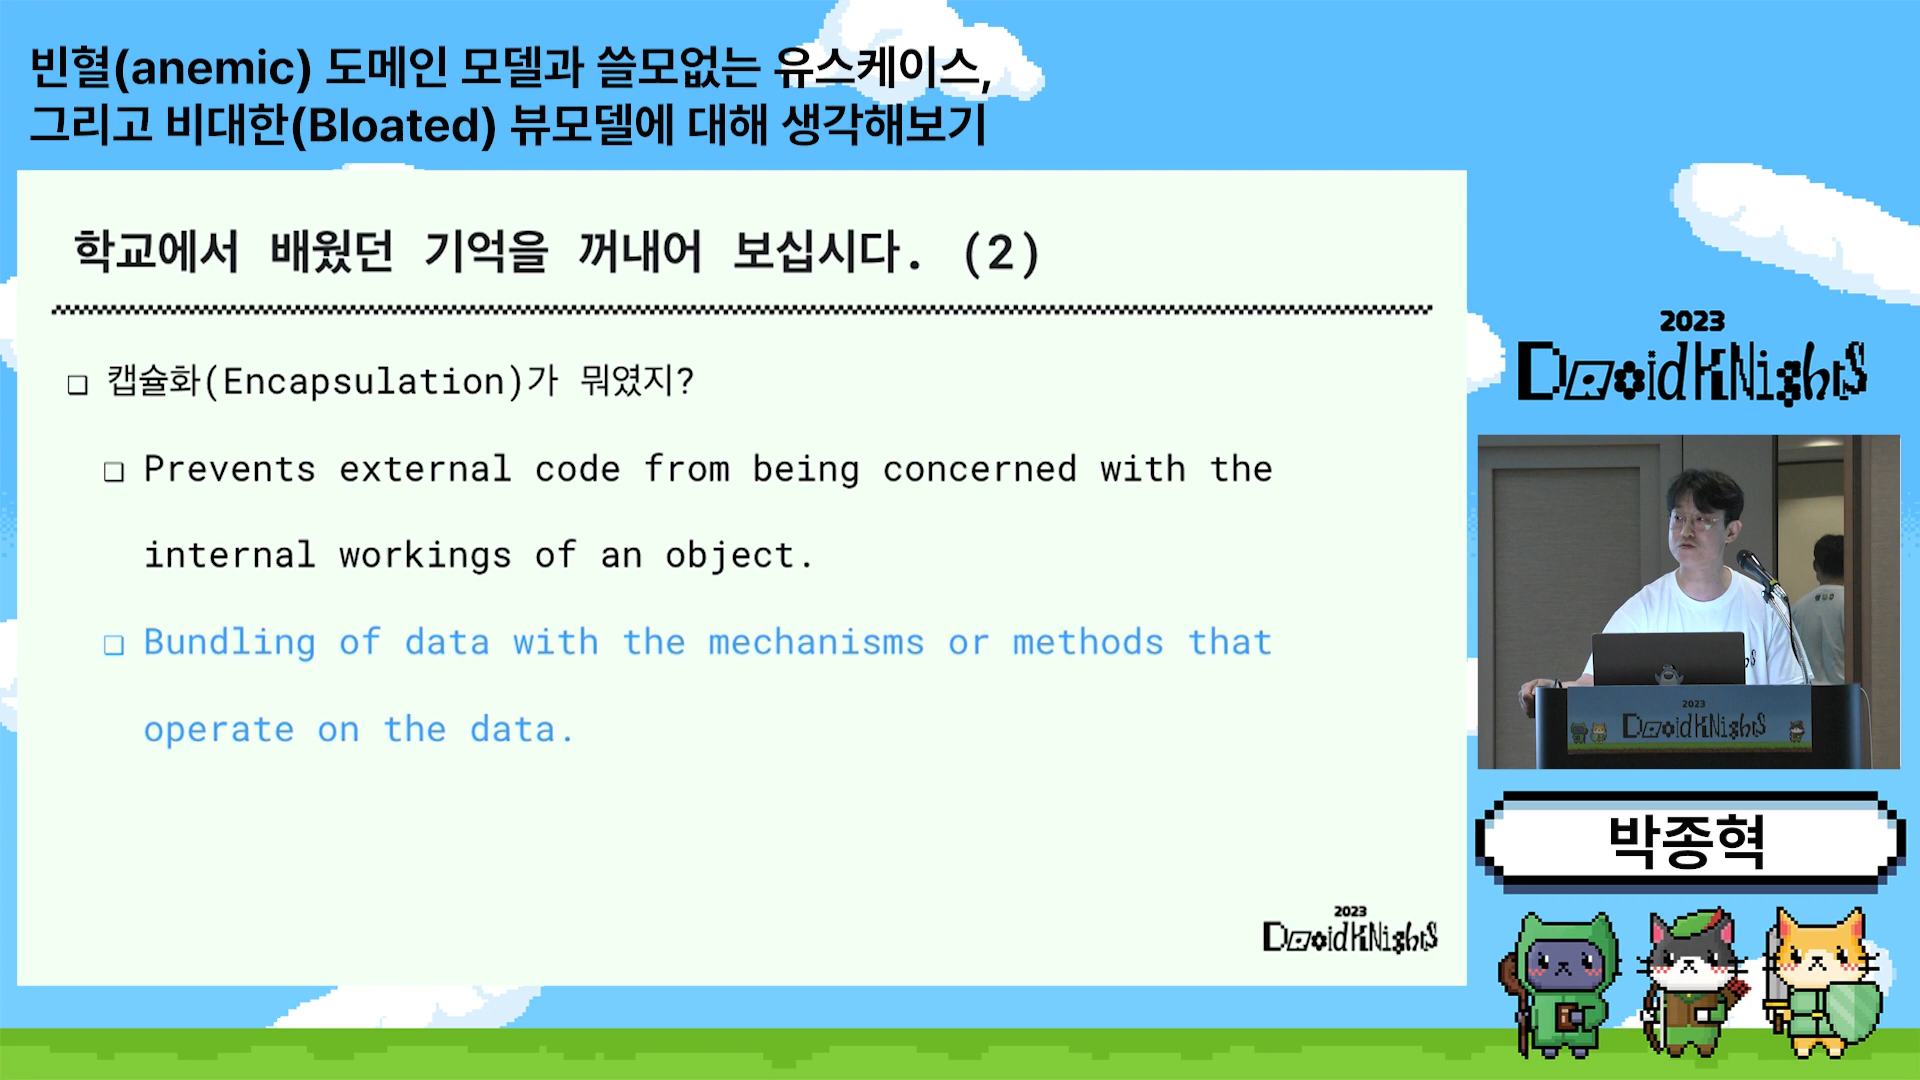 빈혈(anemic) 도메인 모델과 쓸모없는 유스케이스,
그리고 비대한(Bloated) 뷰모델에 대해 생각해보기
학교에서 배웠던 기억을 꺼내어 보십시다. (2)
❏ 캡슐화(Encapsulation)가 뭐였지?
❏ Prevents external code from being concerned with the
internal workings of an object.
❏ Bundling of data with the mechanisms or methods that
operate on the data.
2023
DRoidKNighTS
2023
DRoidKNighTS
2023
DRoidKNighTS
박종혁